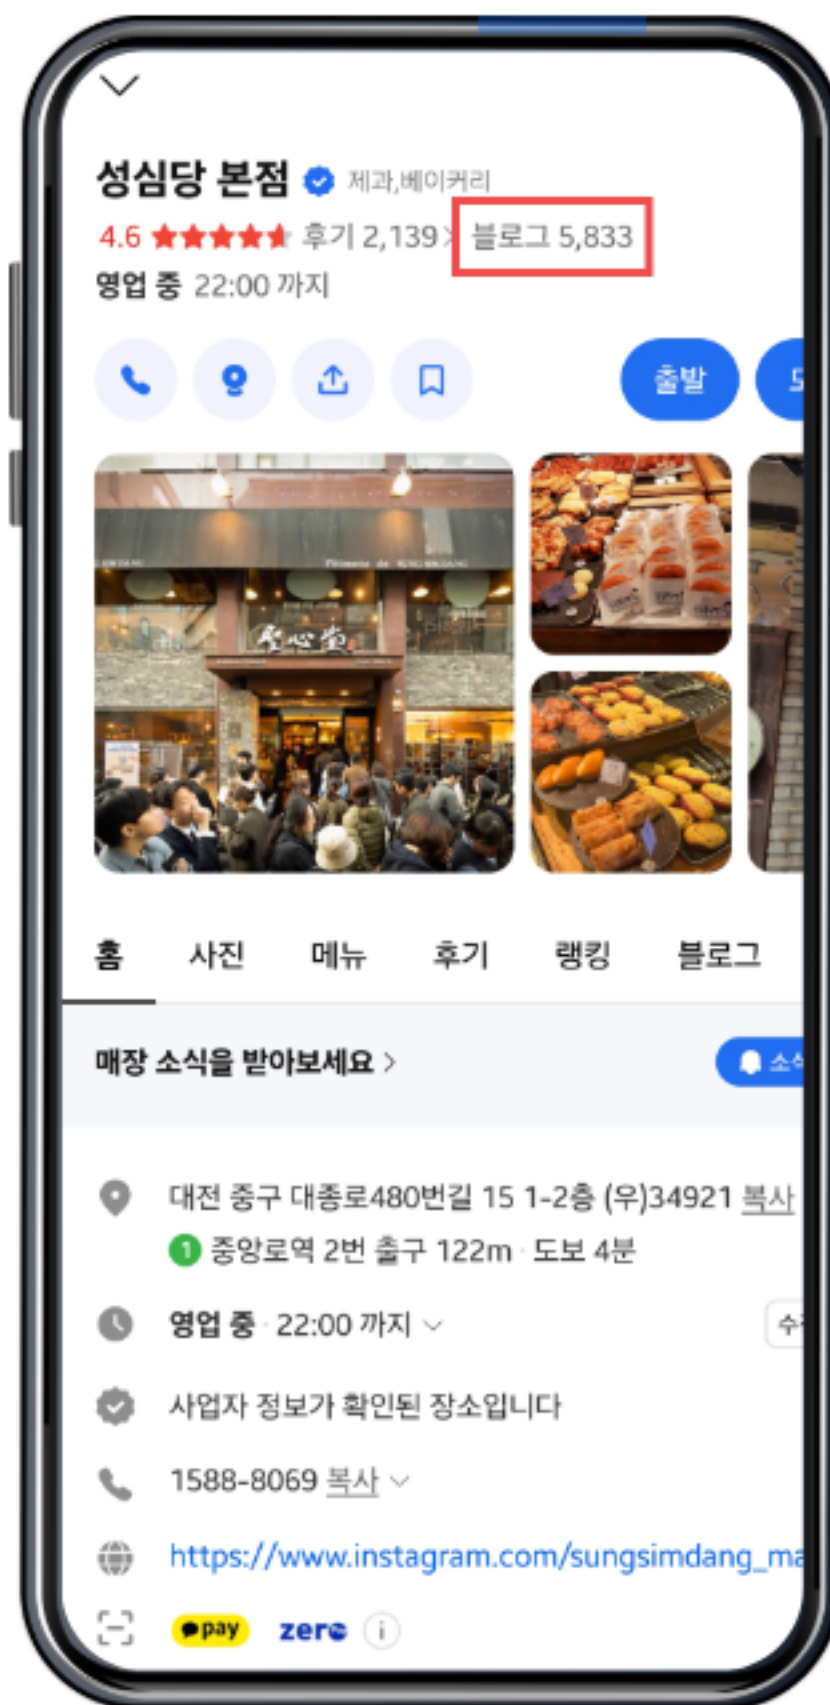 성심당 본점 제과,베이커리
4.6 후기 2,139 > 블로그 5,833
영업 중 22:00 까지
출발
聖心堂
홈 사진 메뉴 후기 랭킹 블로그
매장 소식을 받아보세요 >
대전 중구 대종로480번길 15 1-2층 (우)34921 복사
1 중앙로역 2번 출구 122m · 도보 4분
영업 중 · 22:00 까지
사업자 정보가 확인된 장소입니다
1588-8069 복사
https://www.instagram.com/sungsimdang_ma
pay zero i